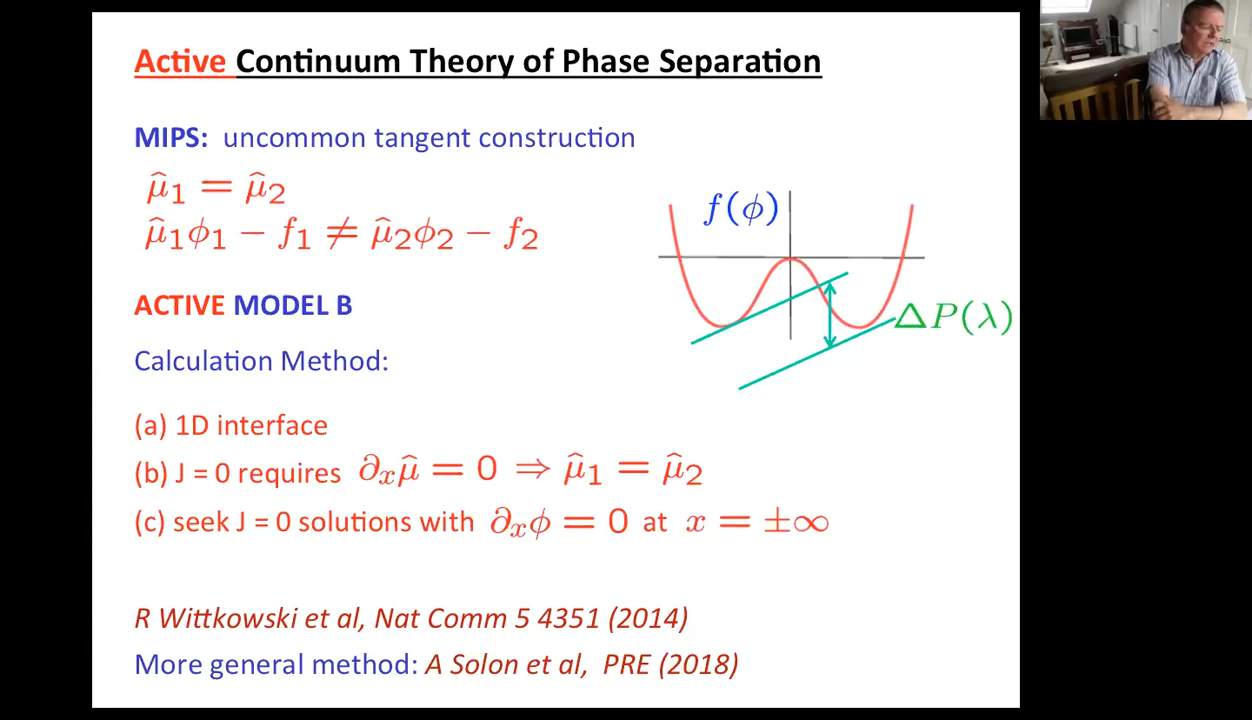 Active Continuum Theory of Phase Separation
MIPS: uncommon tangent construction
μ̂₁ = μ̂₂
μ̂₁ϕ₁ − f₁ ≠ μ̂₂ϕ₂ − f₂
f(ϕ)
ΔP(λ)
ACTIVE MODEL B
Calculation Method:
(a) 1D interface
(b) J = 0 requires ∂ₓμ̂ = 0 ⇒ μ̂₁ = μ̂₂
(c) seek J = 0 solutions with ∂ₓϕ = 0 at x = ±∞
R Wittkowski et al, Nat Comm 5 4351 (2014)
More general method: A Solon et al, PRE (2018)